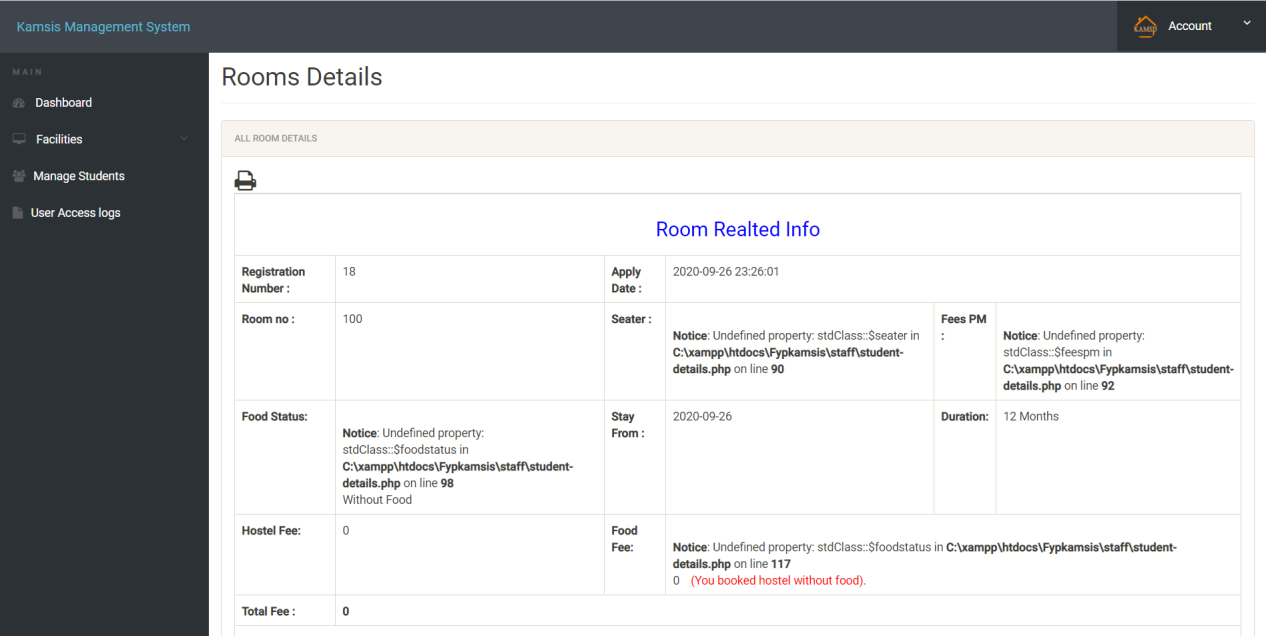 Kamsis Management System
KAMSIS
Account
MAIN
Dashboard
Facilities
Manage Students
User Access logs
Rooms Details
ALL ROOM DETAILS
Room Realted Info
Registration
Number :
18
Apply
Date :
2020-09-26 23:26:01
Room no :
100
Seater :
Notice: Undefined property: stdClass::$seater in
C:\xampp\htdocs\Fypkamsis\staff\student-
details.php on line 90
Fees PM
:
Notice: Undefined property:
stdClass::$feespm in
C:\xampp\htdocs\Fypkamsis\staff\student-
details.php on line 92
Food Status:
Notice: Undefined property:
stdClass::$foodstatus in
C:\xampp\htdocs\Fypkamsis\staff\student-
details.php on line 98
Without Food
Stay
From :
2020-09-26
Duration:
12 Months
Hostel Fee:
0
Food
Fee:
Notice: Undefined property: stdClass::$foodstatus in C:\xampp\htdocs\Fypkamsis\staff\student-
details.php on line 117
0 (You booked hostel without food).
Total Fee :
0